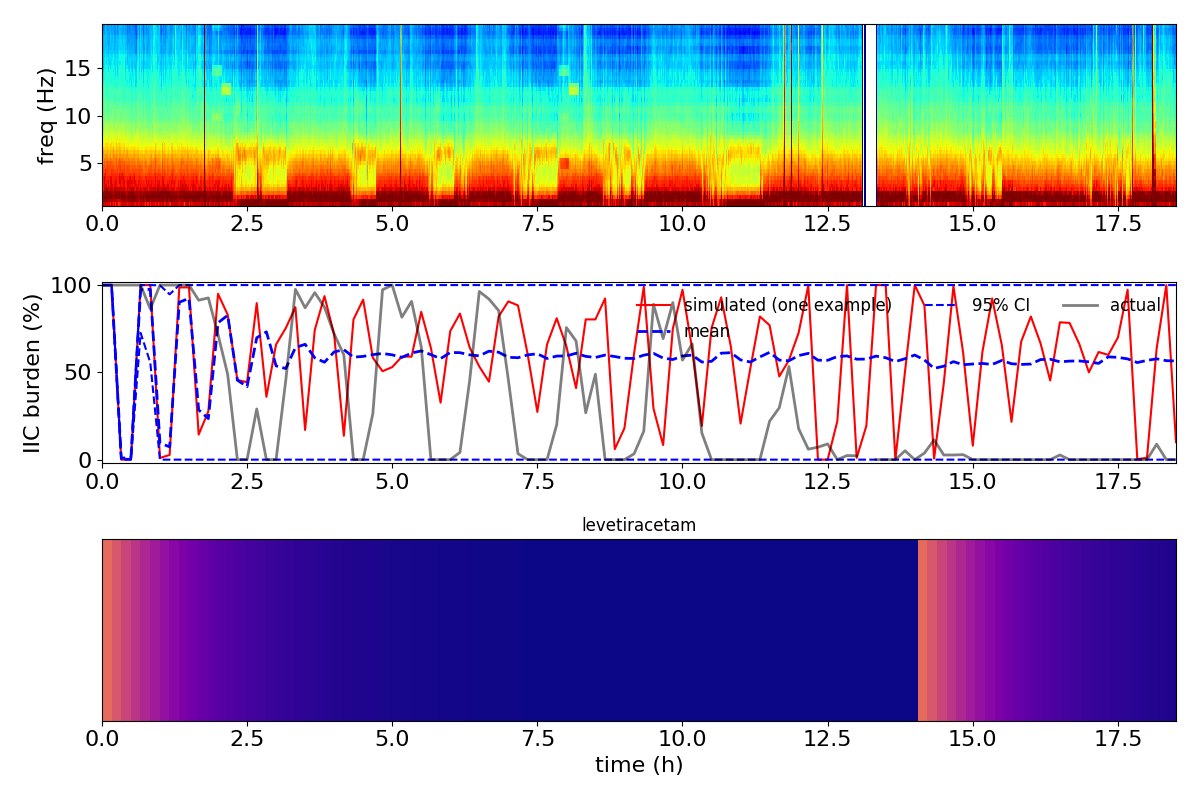 freq (Hz)
15
10
5
0.0 2.5 5.0 7.5 10.0 12.5 15.0 17.5
IIC burden (%)
100
50
0
simulated (one example) 95% CI actual
mean
0.0 2.5 5.0 7.5 10.0 12.5 15.0 17.5
levetiracetam
0.0 2.5 5.0 7.5 10.0 12.5 15.0 17.5
time (h)